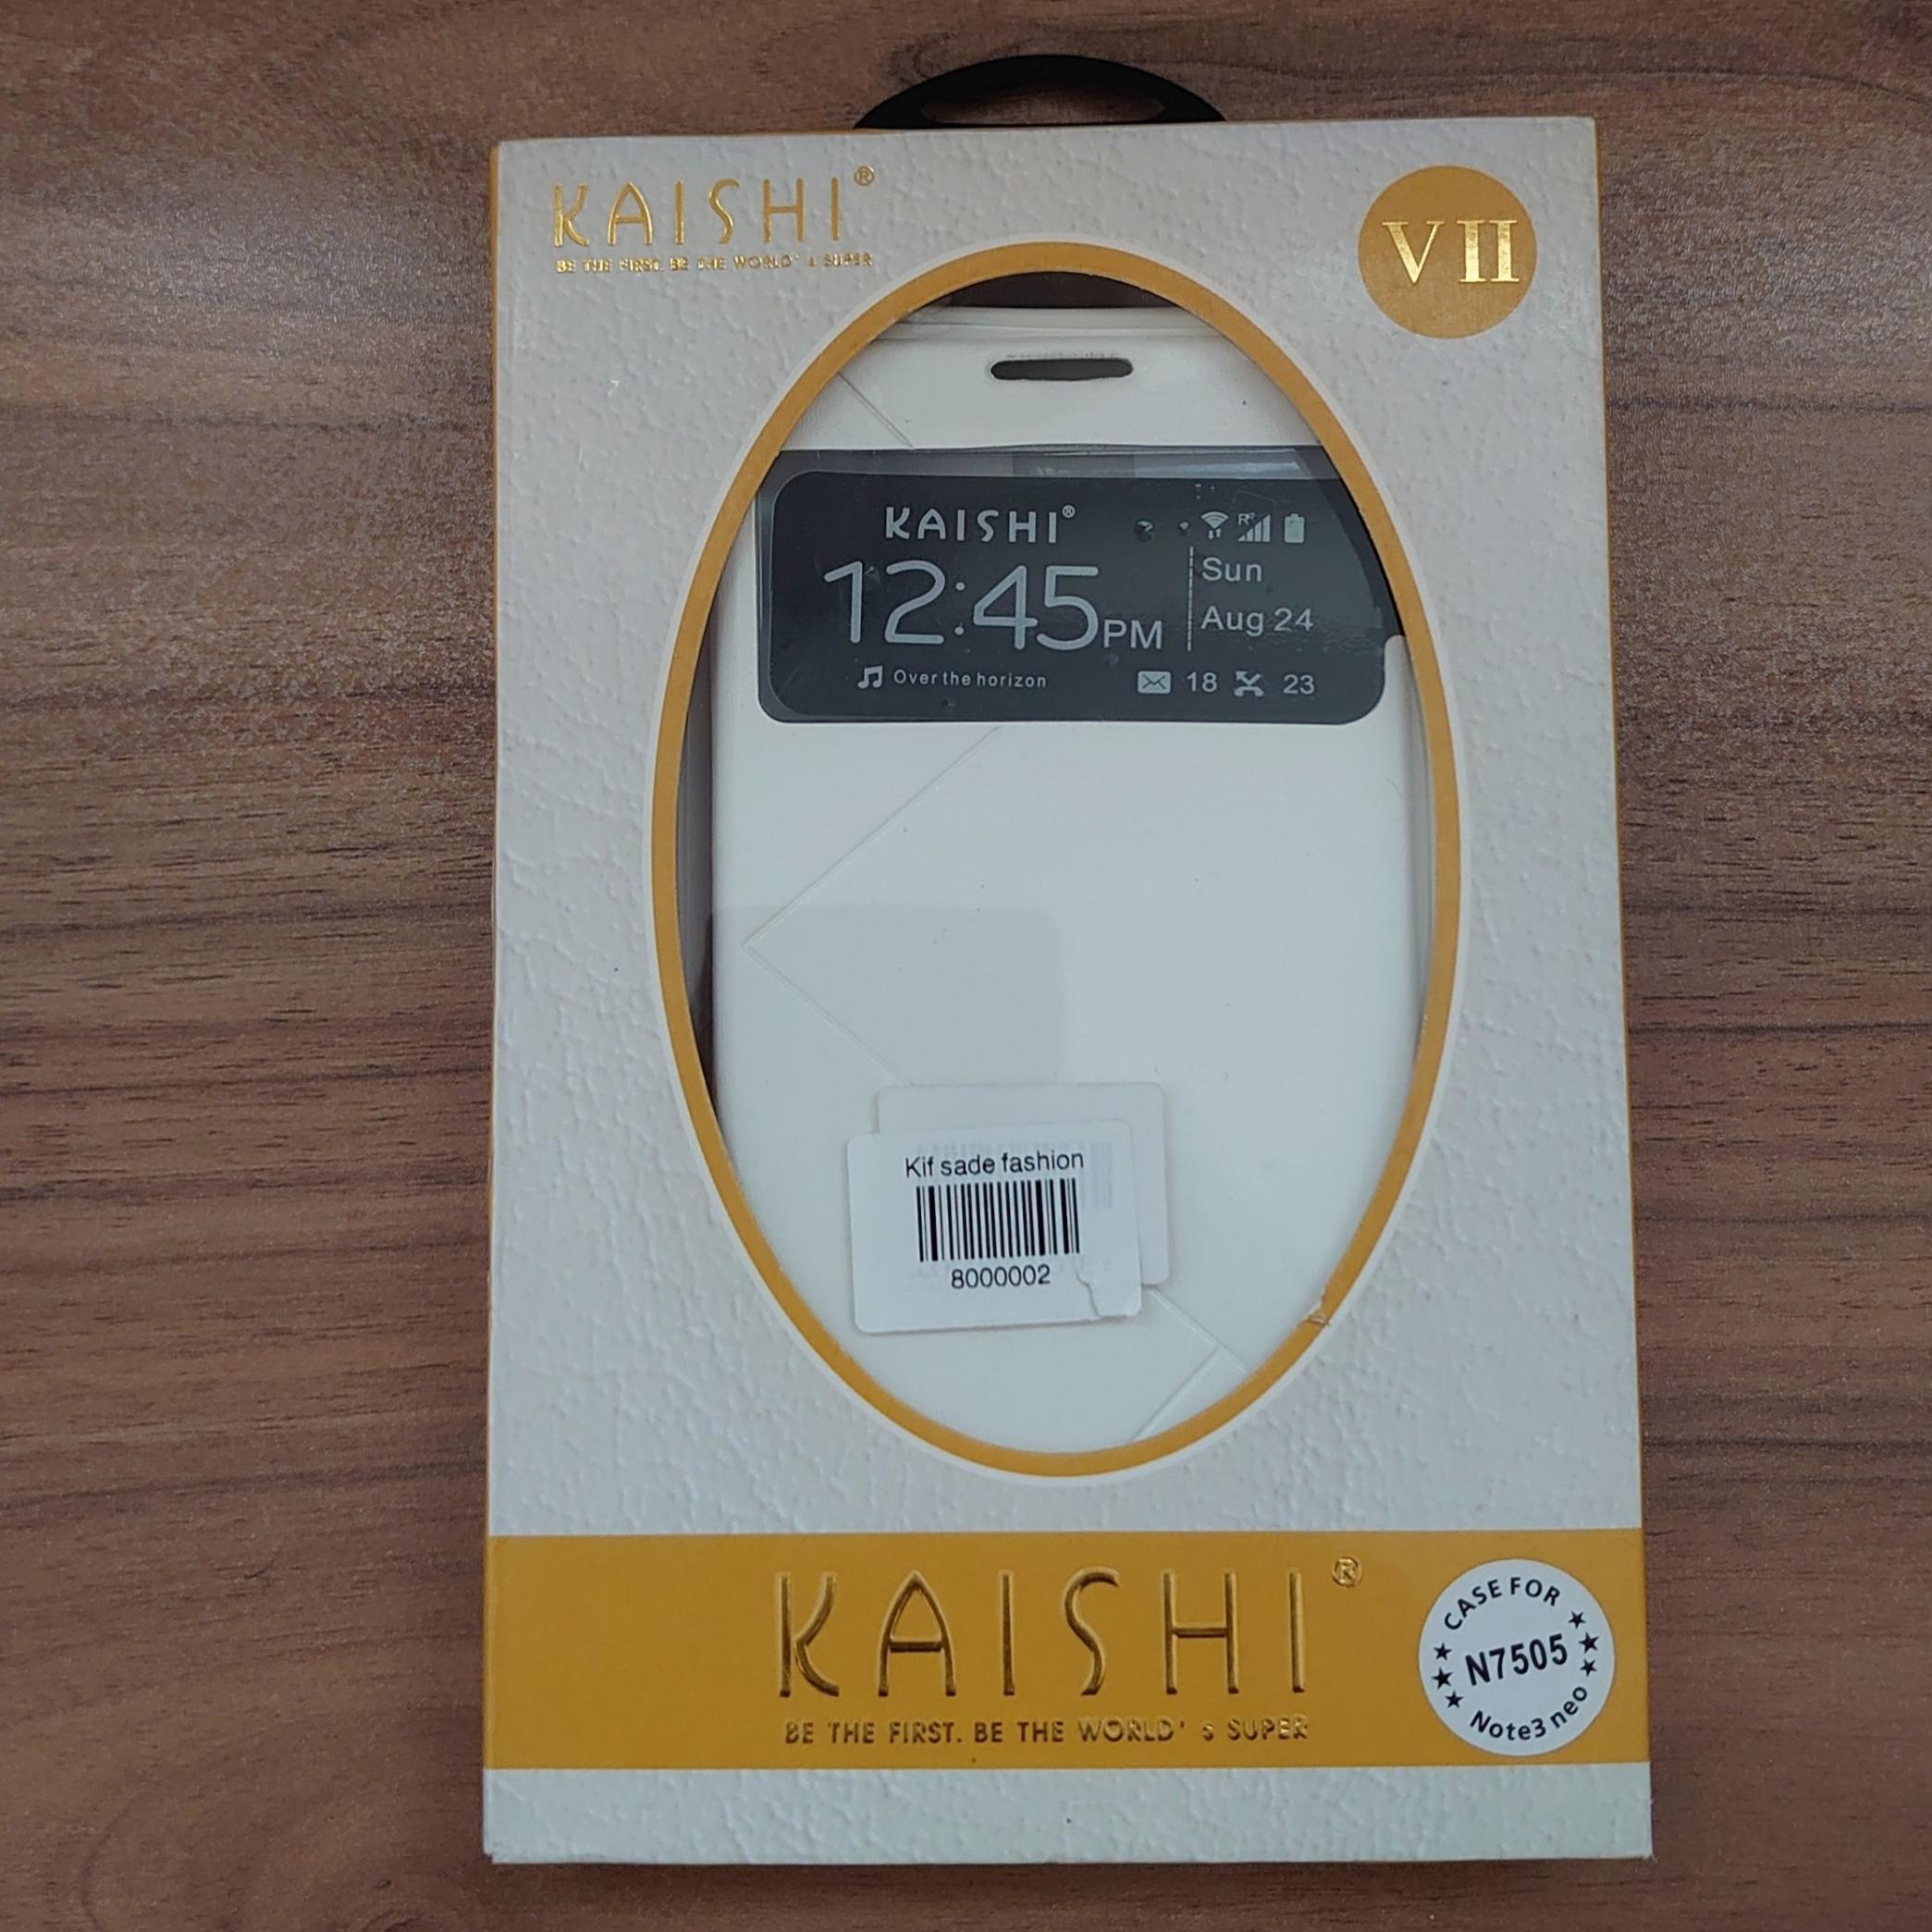 KAISHI®
BE THE FIRST. BE THE WORLD' s SUPER
VII
KAISHI®
12:45PM
Sun
Aug 24
Over the horizon
18
23
Kif sade fashion
8000002
KAISHI®
BE THE FIRST. BE THE WORLD' s SUPER
CASE FOR
N7505
Note3 neo